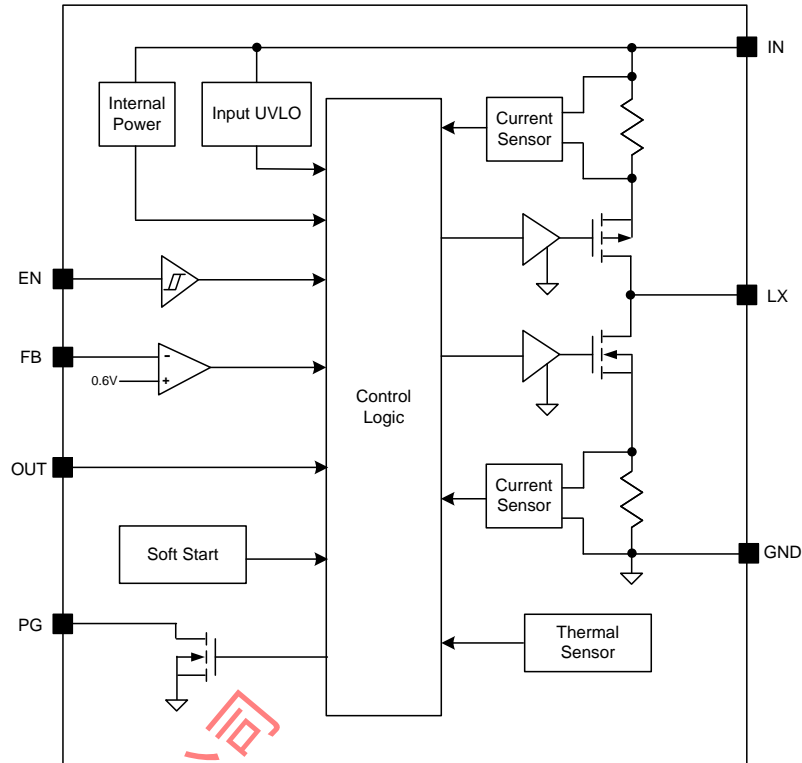 IN
Internal
Power
Input UVLO
Current
Sensor
EN
LX
FB
-
0.6V
+
Control
Logic
OUT
Current
Sensor
Soft Start
GND
PG
Thermal
Sensor